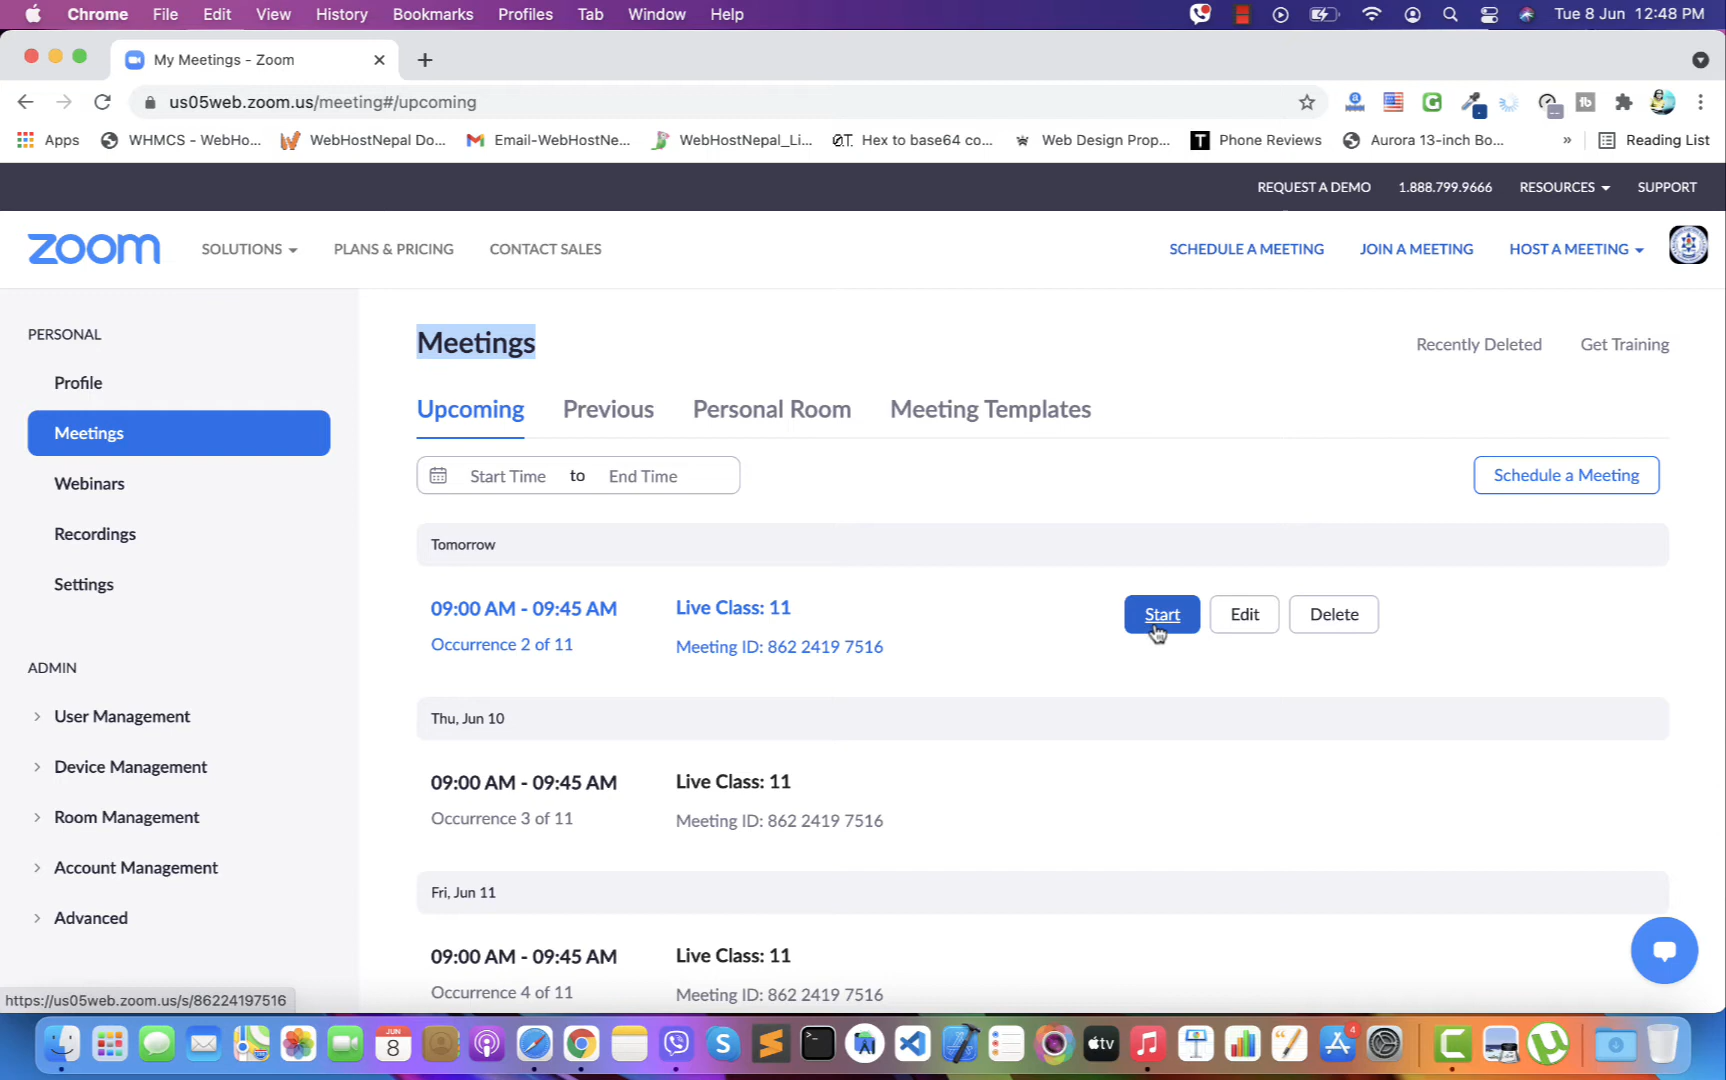 Chrome File Edit View History Bookmarks Profiles Tab Window Help Tue 8 Jun 12:48 PM
My Meetings - Zoom
us05web.zoom.us/meeting#/upcoming
Apps WHMCS - WebHo... WebHostNepal Do... Email-WebHostNe... WebHostNepal_Li... Hex to base64 co... Web Design Prop... Phone Reviews Aurora 13-inch Bo... » Reading List
REQUEST A DEMO 1.888.799.9666 RESOURCES SUPPORT
zoom SOLUTIONS PLANS & PRICING CONTACT SALES SCHEDULE A MEETING JOIN A MEETING HOST A MEETING
PERSONAL
Profile
Meetings
Webinars
Recordings
Settings
ADMIN
User Management
Device Management
Room Management
Account Management
Advanced
Meetings
Recently Deleted Get Training
Upcoming Previous Personal Room Meeting Templates
Start Time to End Time
Schedule a Meeting
Tomorrow
09:00 AM - 09:45 AM Live Class: 11
Start Edit Delete
Occurrence 2 of 11 Meeting ID: 862 2419 7516
Thu, Jun 10
09:00 AM - 09:45 AM Live Class: 11
Occurrence 3 of 11 Meeting ID: 862 2419 7516
Fri, Jun 11
09:00 AM - 09:45 AM Live Class: 11
Occurrence 4 of 11 Meeting ID: 862 2419 7516
https://us05web.zoom.us/s/86224197516
JUN
8
tv
4